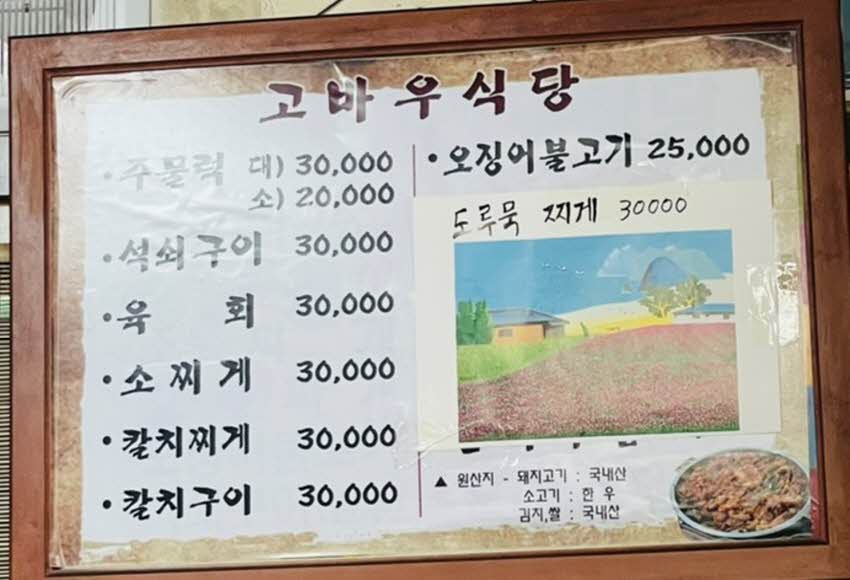 고바우식당
·주물럭 대) 30,000
소) 20,000
·석쇠구이 30,000
·육 회 30,000
·소찌게 30,000
·칼치찌게 30,000
·칼치구이 30,000
·오징어불고기 25,000
도루묵 찌게 30000
▲ 원산지 - 돼지고기 : 국내산
소고기 : 한 우
김치,쌀 : 국내산